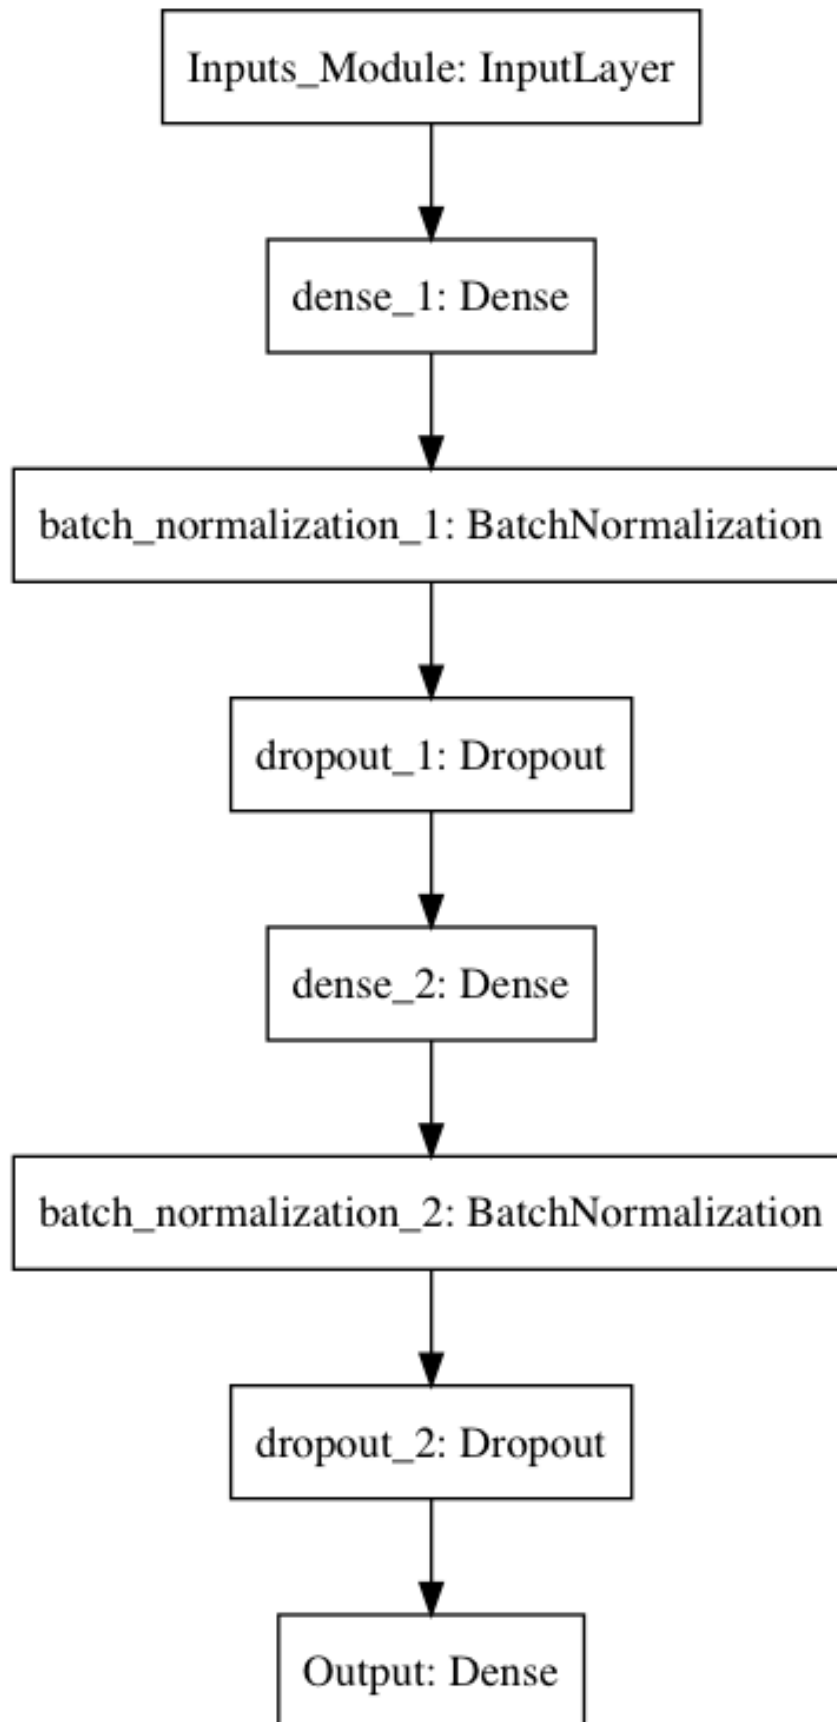 Inputs_Module: InputLayer
dense_1: Dense
batch_normalization_1: BatchNormalization
dropout_1: Dropout
dense_2: Dense
batch_normalization_2: BatchNormalization
dropout_2: Dropout
Output: Dense